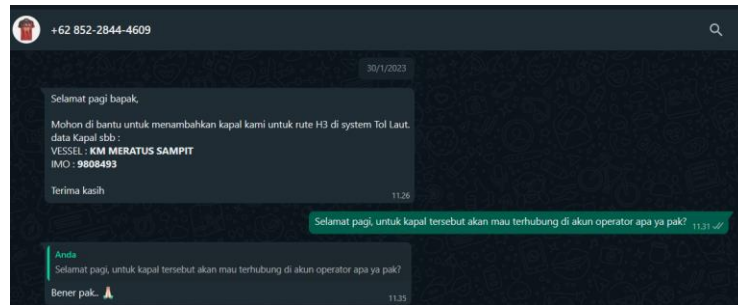 +62 852-2844-4609
30/1/2023
Selamat pagi bapak,
Mohon di bantu untuk menambahkan kapal kami untuk rute H3 di system Tol Laut.
data Kapal sbb :
VESSEL : KM MERATUS SAMPIT
IMO : 9808493
Terima kasih
11.26
Selamat pagi, untuk kapal tersebut akan mau terhubung di akun operator apa ya pak? 11.31
Anda
Selamat pagi, untuk kapal tersebut akan mau terhubung di akun operator apa ya pak?
Bener pak.. 🙏
11.35